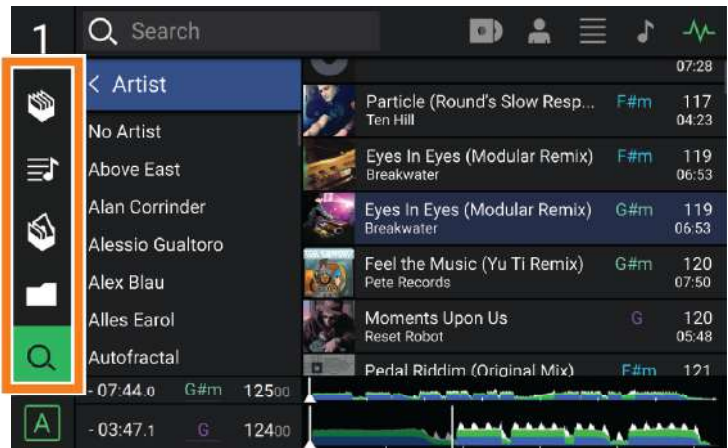 1
Search
07:28
< Artist
No Artist
Above East
Alan Corrinder
Alessio Gualtoro
Alex Blau
Alles Earol
Autofractal
Particle (Round's Slow Resp... F#m 117
Ten Hill 04:23
Eyes In Eyes (Modular Remix) F#m 119
Breakwater 06:53
Eyes In Eyes (Modular Remix) G#m 119
Breakwater 06:53
Feel the Music (Yu Ti Remix) G#m 120
Pete Records 07:50
Moments Upon Us G 120
Reset Robot 05:48
Pedal Riddim (Original Mix) F#m 121
- 07:44.0 G#m 12500
A - 03:47.1 G 12400